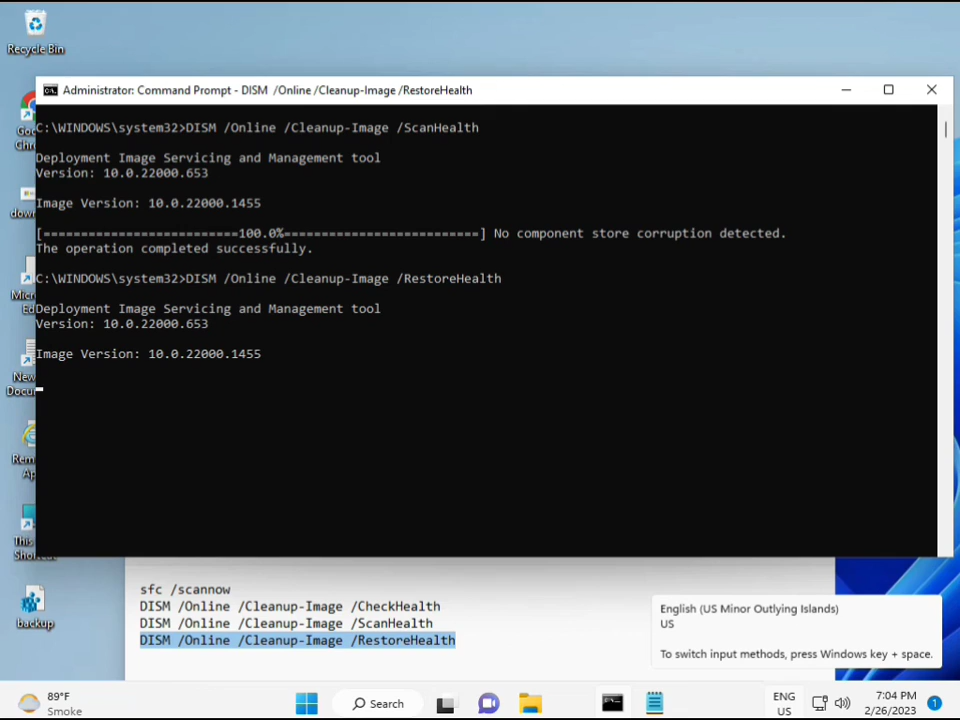 Recycle Bin
Administrator: Command Prompt - DISM  /Online /Cleanup-Image /RestoreHealth
C:\WINDOWS\system32>DISM /Online /Cleanup-Image /ScanHealth
Deployment Image Servicing and Management tool
Version: 10.0.22000.653
Image Version: 10.0.22000.1455
[==========================100.0%==========================] No component store corruption detected.
The operation completed successfully.
C:\WINDOWS\system32>DISM /Online /Cleanup-Image /RestoreHealth
Deployment Image Servicing and Management tool
Version: 10.0.22000.653
Image Version: 10.0.22000.1455
backup
sfc /scannow
DISM /Online /Cleanup-Image /CheckHealth
DISM /Online /Cleanup-Image /ScanHealth
DISM /Online /Cleanup-Image /RestoreHealth
English (US Minor Outlying Islands)
US
To switch input methods, press Windows key + space.
89°F
Smoke
Search
ENG
US
7:04 PM
2/26/2023
1